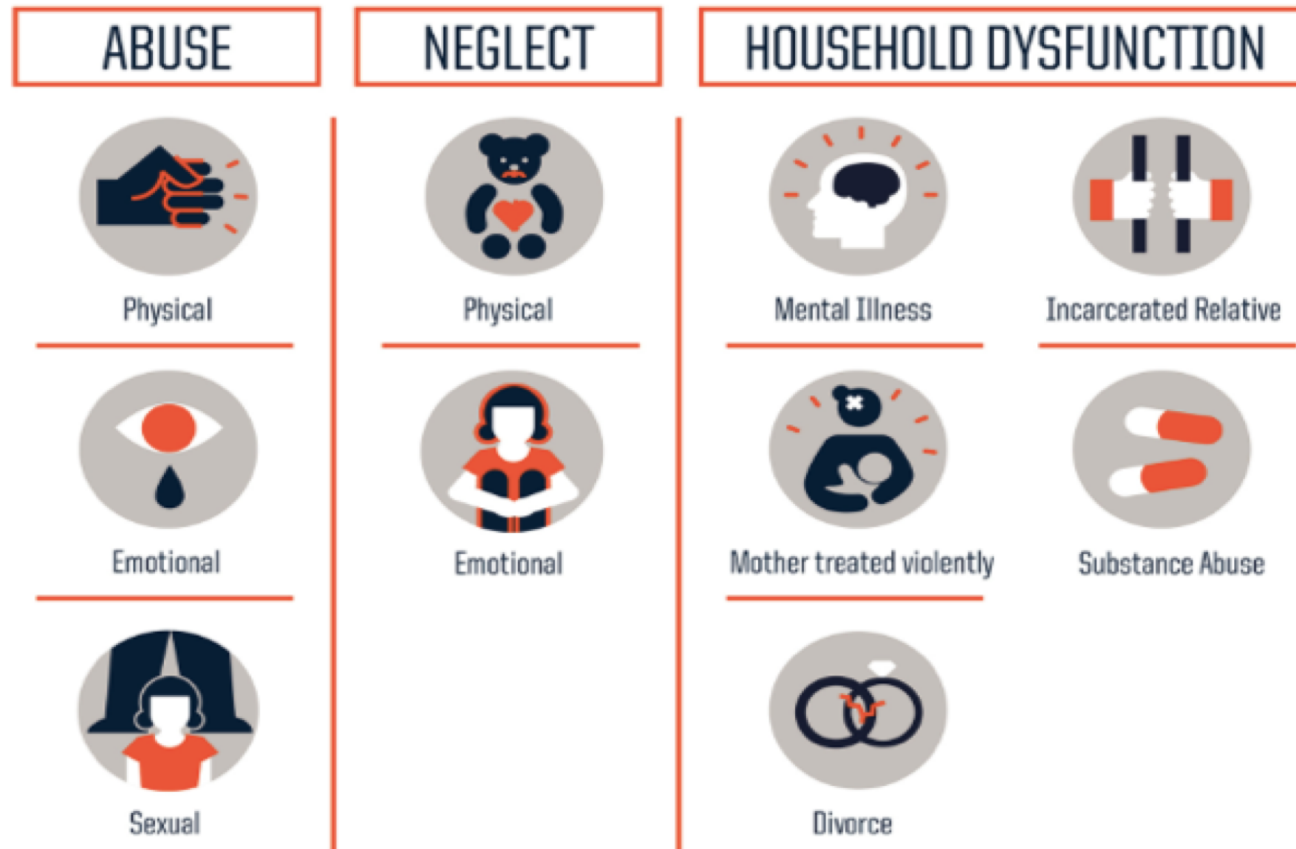 ABUSE
Physical
Emotional
Sexual
NEGLECT
Physical
Emotional
HOUSEHOLD DYSFUNCTION
Mental Illness
Incarcerated Relative
Mother treated violently
Substance Abuse
Divorce